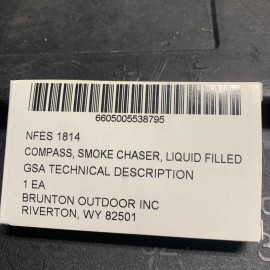 6605005538795
NFES 1814
COMPASS, SMOKE CHASER, LIQUID FILLED
GSA TECHNICAL DESCRIPTION
1 EA
BRUNTON OUTDOOR INC
RIVERTON, WY 82501